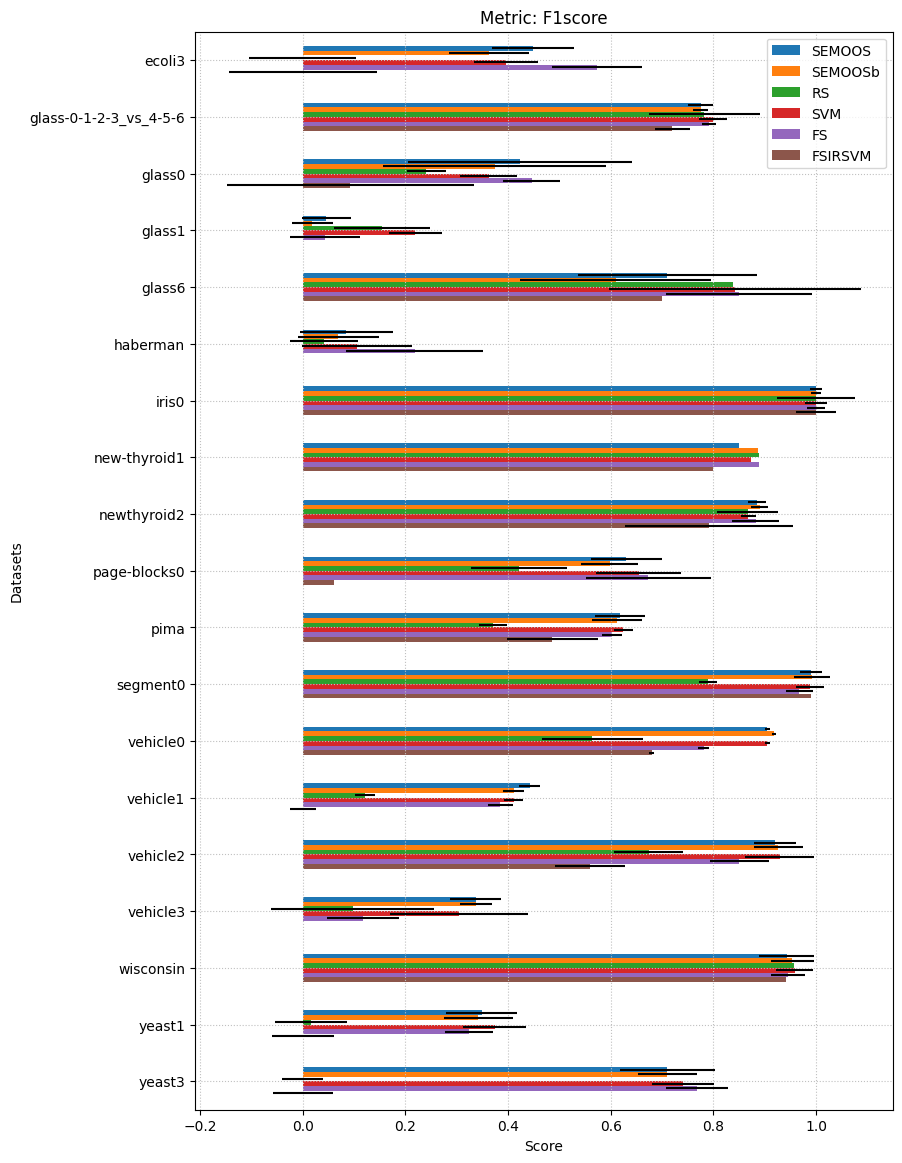 Metric: F1score
SEMOOS
SEMOOSb
RS
SVM
FS
FSIRSVM
Datasets
ecoli3
glass-0-1-2-3_vs_4-5-6
glass0
glass1
glass6
haberman
iris0
new-thyroid1
newthyroid2
page-blocks0
pima
segment0
vehicle0
vehicle1
vehicle2
vehicle3
wisconsin
yeast1
yeast3
−0.2 0.0 0.2 0.4 0.6 0.8 1.0
Score